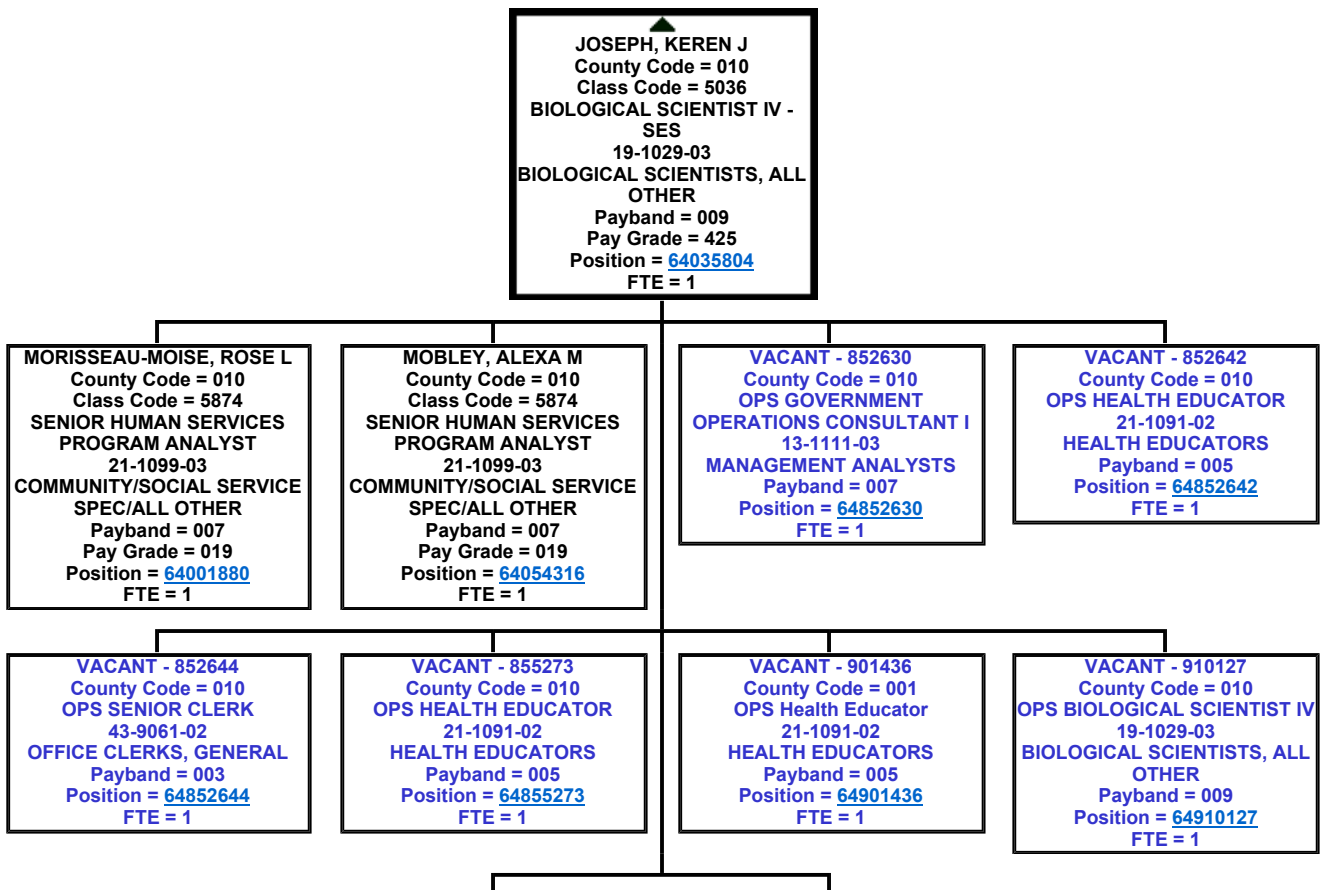 JOSEPH, KEREN J
County Code = 010
Class Code = 5036
BIOLOGICAL SCIENTIST IV -
SES
19-1029-03
BIOLOGICAL SCIENTISTS, ALL
OTHER
Payband = 009
Pay Grade = 425
Position = 64035804
FTE = 1
MORISSEAU-MOISE, ROSE L
County Code = 010
Class Code = 5874
SENIOR HUMAN SERVICES
PROGRAM ANALYST
21-1099-03
COMMUNITY/SOCIAL SERVICE
SPEC/ALL OTHER
Payband = 007
Pay Grade = 019
Position = 64001880
FTE = 1
MOBLEY, ALEXA M
County Code = 010
Class Code = 5874
SENIOR HUMAN SERVICES
PROGRAM ANALYST
21-1099-03
COMMUNITY/SOCIAL SERVICE
SPEC/ALL OTHER
Payband = 007
Pay Grade = 019
Position = 64054316
FTE = 1
VACANT - 852630
County Code = 010
OPS GOVERNMENT
OPERATIONS CONSULTANT I
13-1111-03
MANAGEMENT ANALYSTS
Payband = 007
Position = 64852630
FTE = 1
VACANT - 852642
County Code = 010
OPS HEALTH EDUCATOR
21-1091-02
HEALTH EDUCATORS
Payband = 005
Position = 64852642
FTE = 1
VACANT - 852644
County Code = 010
OPS SENIOR CLERK
43-9061-02
OFFICE CLERKS, GENERAL
Payband = 003
Position = 64852644
FTE = 1
VACANT - 855273
County Code = 010
OPS HEALTH EDUCATOR
21-1091-02
HEALTH EDUCATORS
Payband = 005
Position = 64855273
FTE = 1
VACANT - 901436
County Code = 001
OPS Health Educator
21-1091-02
HEALTH EDUCATORS
Payband = 005
Position = 64901436
FTE = 1
VACANT - 910127
County Code = 010
OPS BIOLOGICAL SCIENTIST IV
19-1029-03
BIOLOGICAL SCIENTISTS, ALL
OTHER
Payband = 009
Position = 64910127
FTE = 1